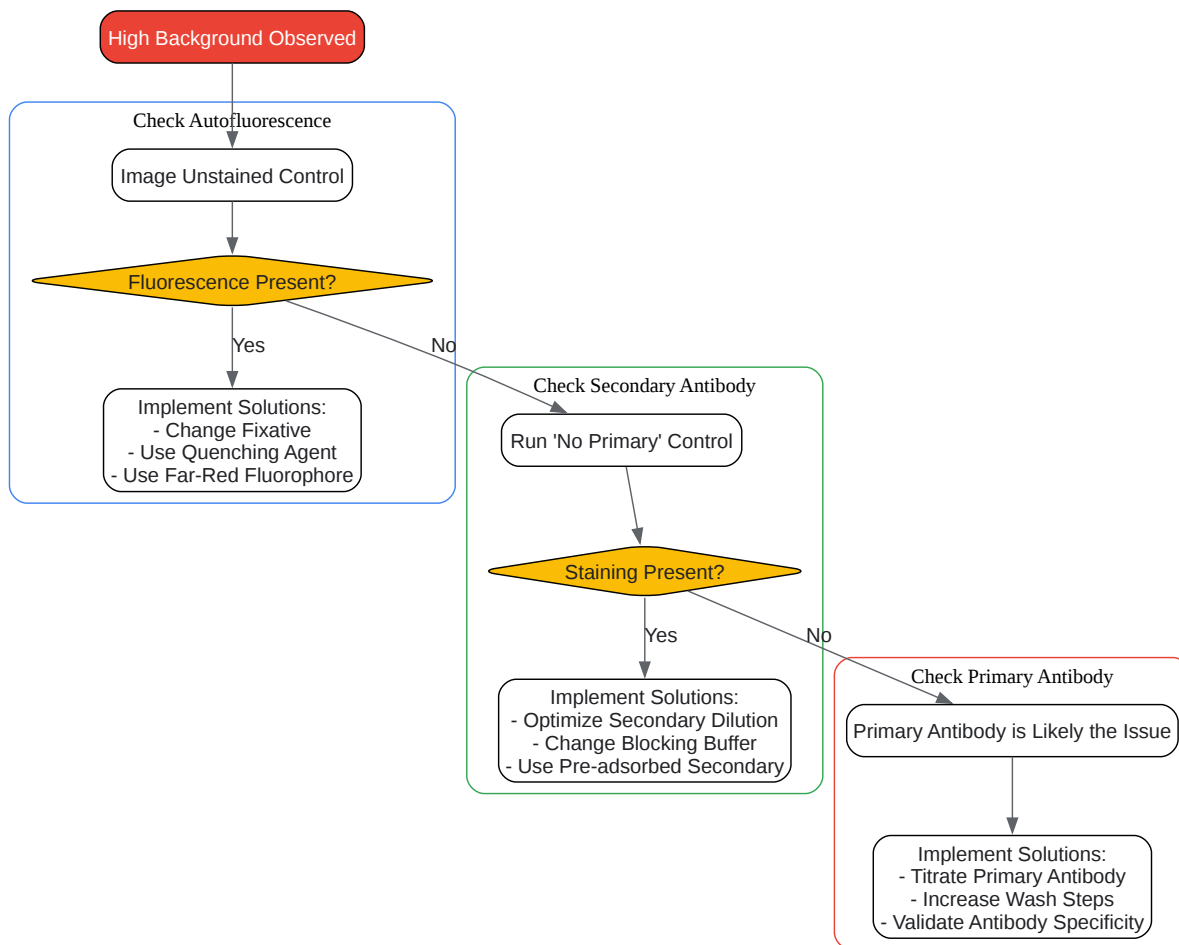 High Background Observed
Check Autofluorescence
Image Unstained Control
Fluorescence Present?
Yes
No
Implement Solutions:
- Change Fixative
- Use Quenching Agent
- Use Far-Red Fluorophore
Check Secondary Antibody
Run 'No Primary' Control
Staining Present?
Yes
No
Implement Solutions:
- Optimize Secondary Dilution
- Change Blocking Buffer
- Use Pre-adsorbed Secondary
Check Primary Antibody
Primary Antibody is Likely the Issue
Implement Solutions:
- Titrate Primary Antibody
- Increase Wash Steps
- Validate Antibody Specificity